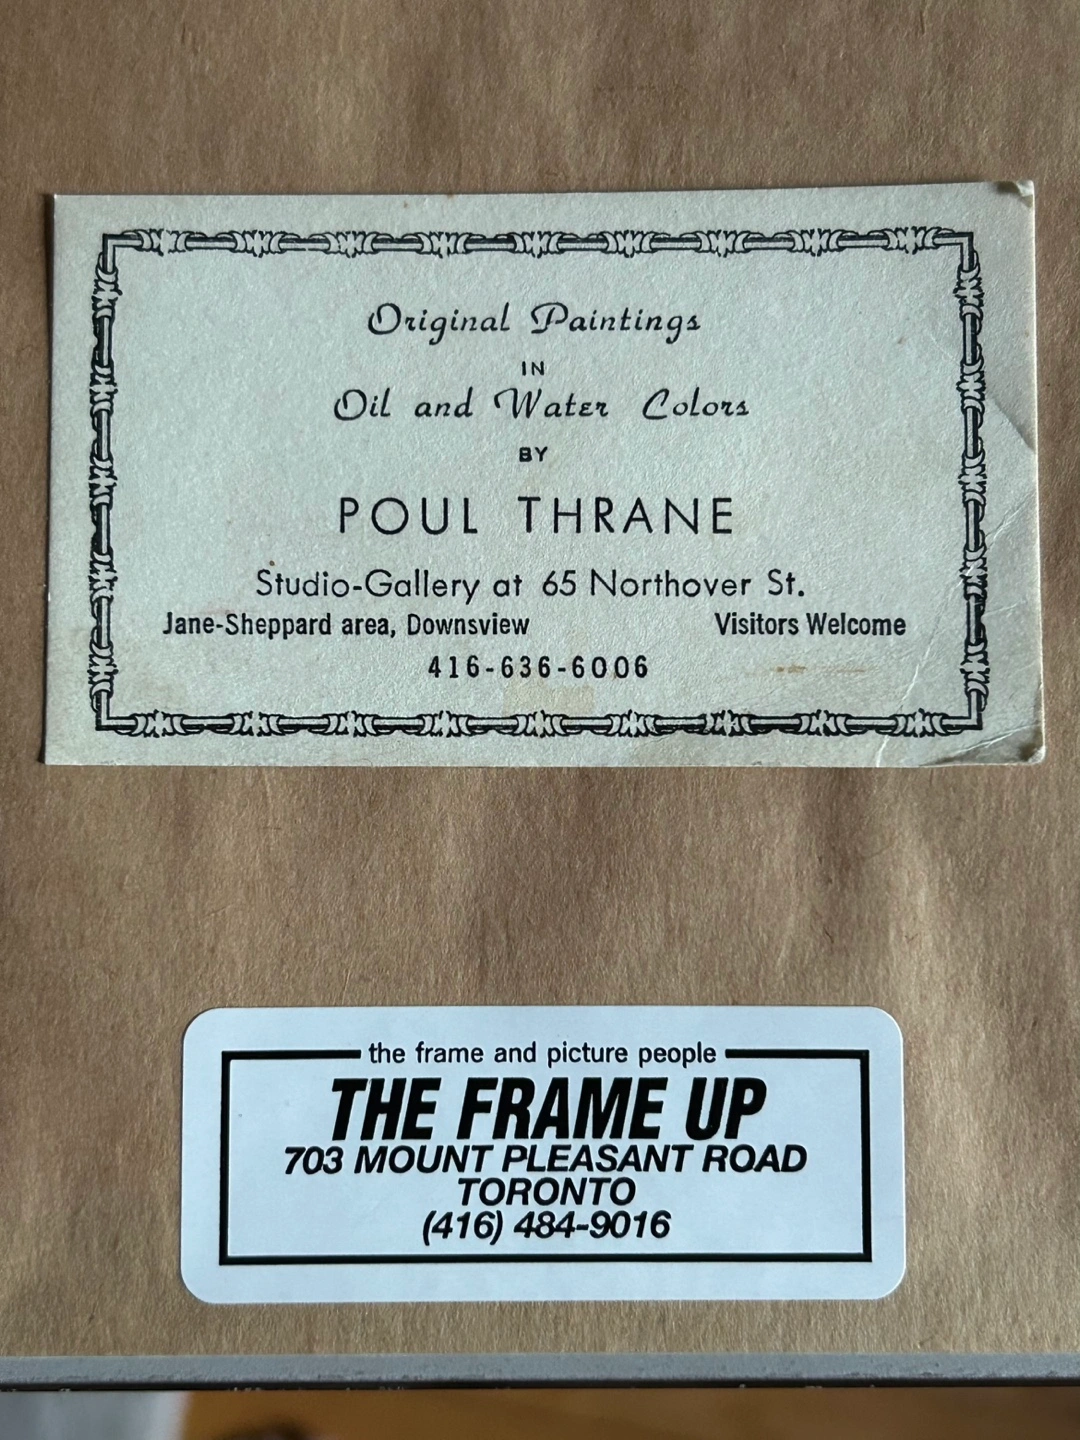 Original Paintings
IN
Oil and Water Colors
BY
POUL THRANE
Studio-Gallery at 65 Northover St.
Jane-Sheppard area, Downsview Visitors Welcome
416-636-6006
the frame and picture people
THE FRAME UP
703 MOUNT PLEASANT ROAD
TORONTO
(416) 484-9016